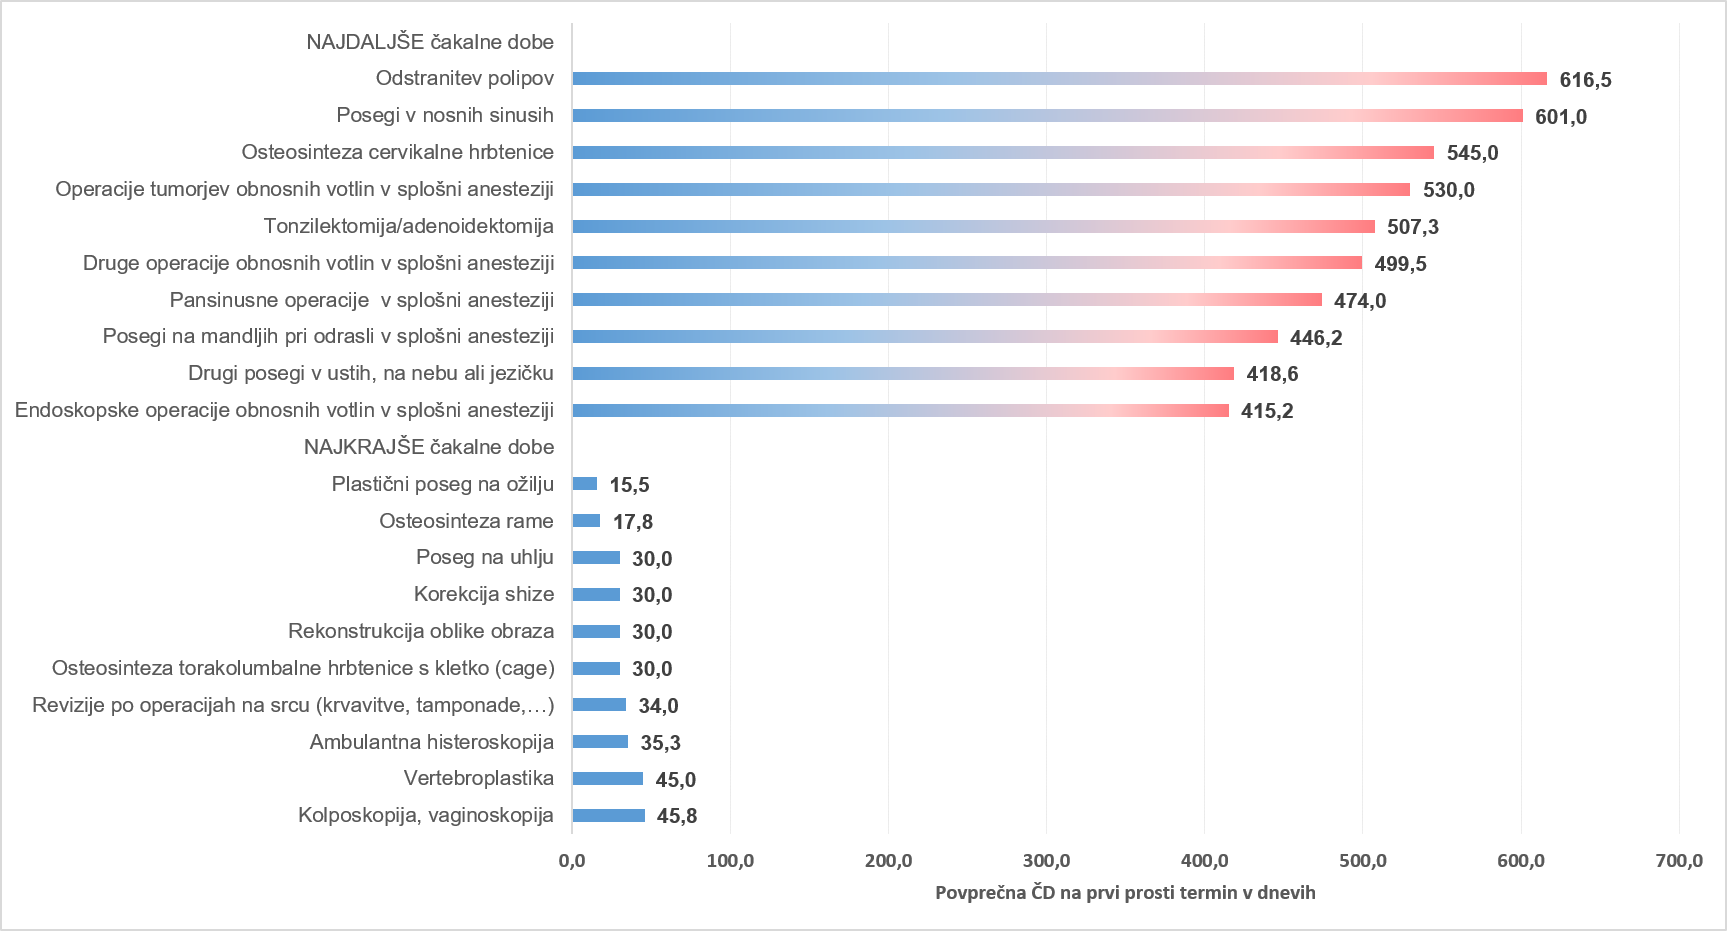 NAJDALJŠE čakalne dobe
Odstranitev polipov 616,5
Posegi v nosnih sinusih 601,0
Osteosinteza cervikalne hrbtenice 545,0
Operacije tumorjev obnosnih votlin v splošni anesteziji 530,0
Tonzilektomija/adenoidektomija 507,3
Druge operacije obnosnih votlin v splošni anesteziji 499,5
Pansinusne operacije  v splošni anesteziji 474,0
Posegi na mandljih pri odrasli v splošni anesteziji 446,2
Drugi posegi v ustih, na nebu ali jezičku 418,6
Endoskopske operacije obnosnih votlin v splošni anesteziji 415,2
NAJKRAJŠE čakalne dobe
Plastični poseg na ožilju 15,5
Osteosinteza rame 17,8
Poseg na uhlju 30,0
Korekcija shize 30,0
Rekonstrukcija oblike obraza 30,0
Osteosinteza torakolumbalne hrbtenice s kletko (cage) 30,0
Revizije po operacijah na srcu (krvavitve, tamponade,…) 34,0
Ambulantna histeroskopija 35,3
Vertebroplastika 45,0
Kolposkopija, vaginoskopija 45,8
0,0 100,0 200,0 300,0 400,0 500,0 600,0 700,0
Povprečna ČD na prvi prosti termin v dnevih